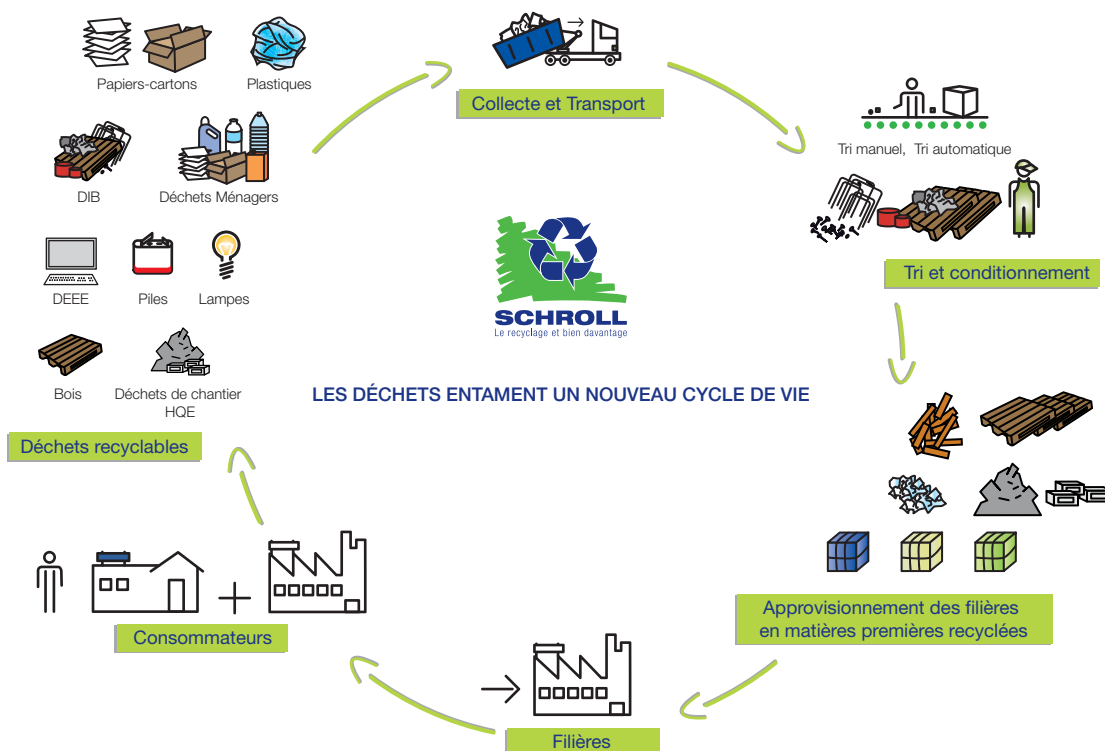 Papiers-cartons
Plastiques
DIB
Déchets Ménagers
DEEE
Piles
Lampes
Bois
Déchets de chantier
HQE
Déchets recyclables
Collecte et Transport
Tri manuel, Tri automatique
Tri et conditionnement
SCHROLL
Le recyclage et bien davantage
LES DÉCHETS ENTAMENT UN NOUVEAU CYCLE DE VIE
Approvisionnement des filières
en matières premières recyclées
Filières
Consommateurs